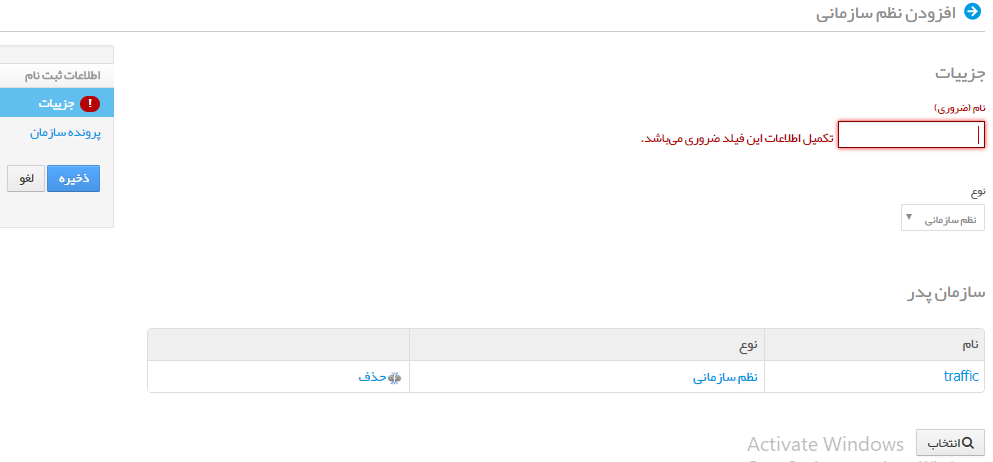 افزودن نظم سازمانی
جزییات
نام (ضروری)
تکمیل اطلاعات این فیلد ضروری می‌باشد.
نوع
نظم سازمانی
سازمان پدر
نام نوع
traffic نظم سازمانی حذف
انتخاب
اطلاعات ثبت نام
جزییات !
پرونده سازمان
ذخیره لغو
Activate Windows